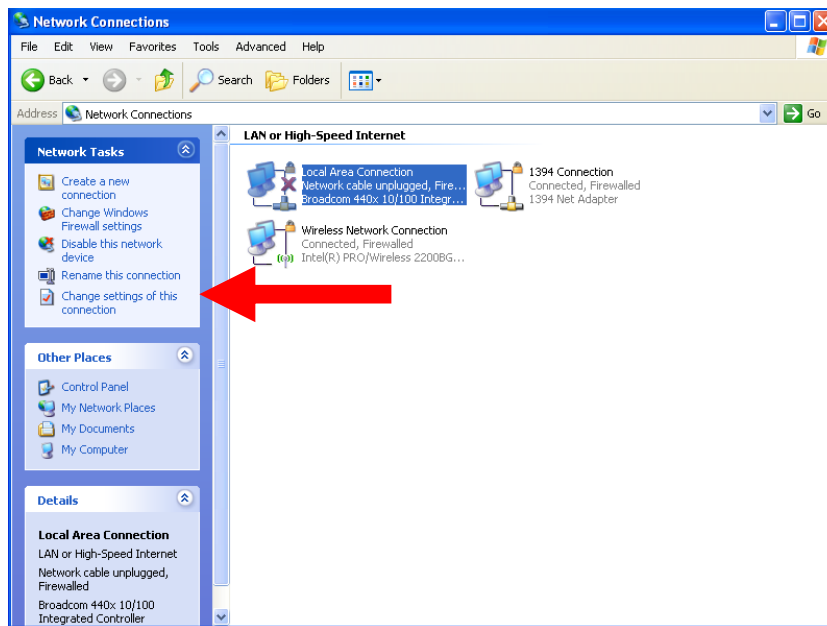 Network Connections
File Edit View Favorites Tools Advanced Help
Back Search Folders
Address Network Connections Go
Network Tasks
Create a new
connection
Change Windows
Firewall settings
Disable this network
device
Rename this connection
Change settings of this
connection
Other Places
Control Panel
My Network Places
My Documents
My Computer
Details
Local Area Connection
LAN or High-Speed Internet
Network cable unplugged,
Firewalled
Broadcom 440x 10/100
Integrated Controller
LAN or High-Speed Internet
Local Area Connection
Network cable unplugged, Fire...
Broadcom 440x 10/100 Integr...
1394 Connection
Connected, Firewalled
1394 Net Adapter
Wireless Network Connection
Connected, Firewalled
Intel(R) PRO/Wireless 2200BG...